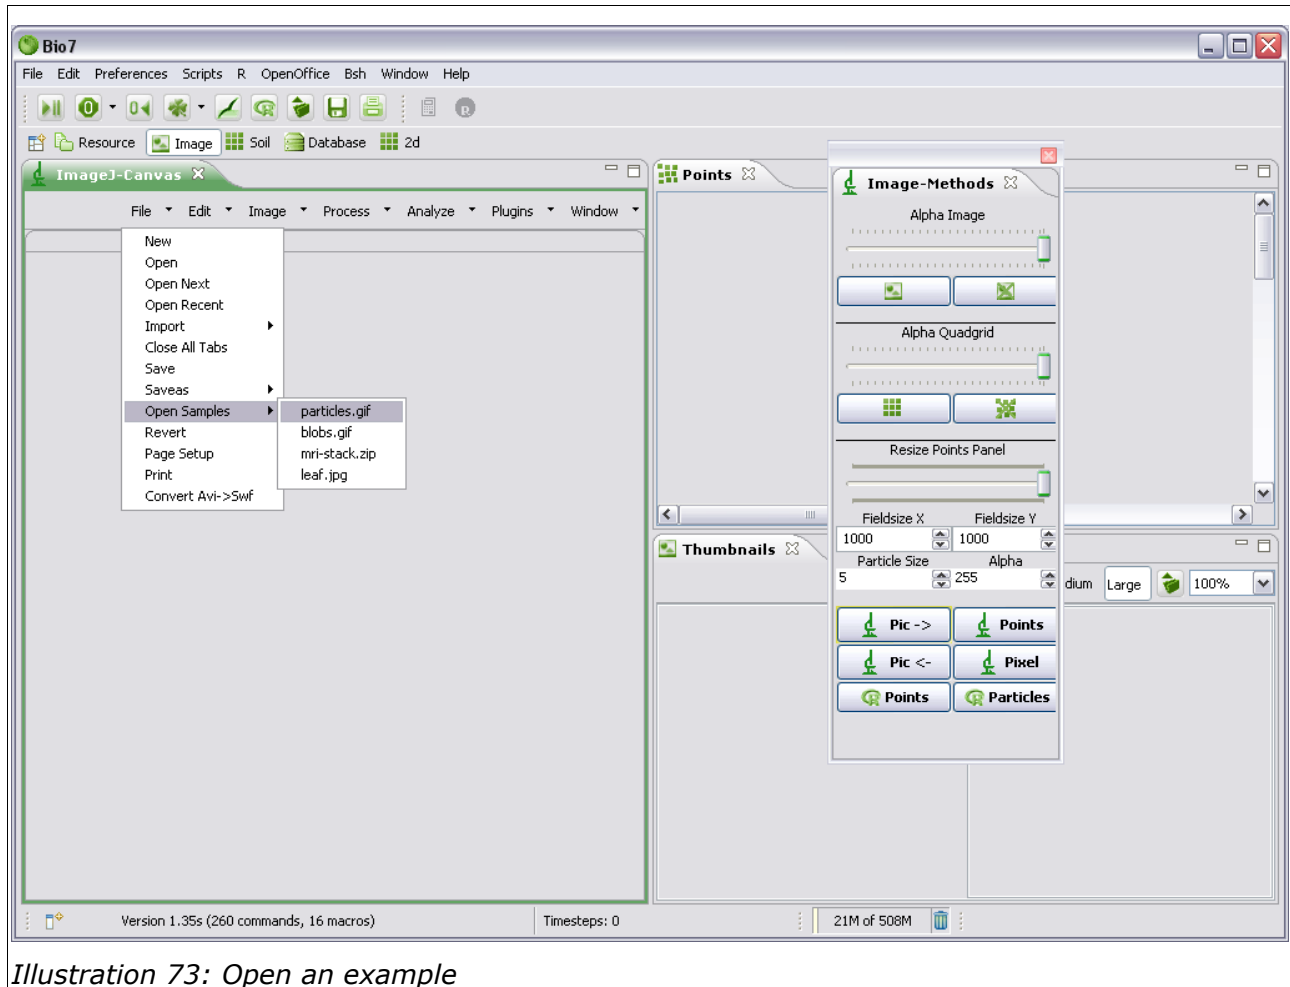 Bio7
File Edit Preferences Scripts R OpenOffice Bsh Window Help
Resource Image Soil Database 2d
ImageJ-Canvas
File Edit Image Process Analyze Plugins Window
New
Open
Open Next
Open Recent
Import
Close All Tabs
Save
Saveas
Open Samples
Revert
Page Setup
Print
Convert Avi->Swf
particles.gif
blobs.gif
mri-stack.zip
leaf.jpg
Points
Image-Methods
Alpha Image
Alpha Quadgrid
Resize Points Panel
Fieldsize X Fieldsize Y
1000 1000
Particle Size Alpha
5 255
Pic -> Points
Pic <- Pixel
Points Particles
Thumbnails
dium Large 100%
Version 1.35s (260 commands, 16 macros) Timesteps: 0 21M of 508M
Illustration 73: Open an example